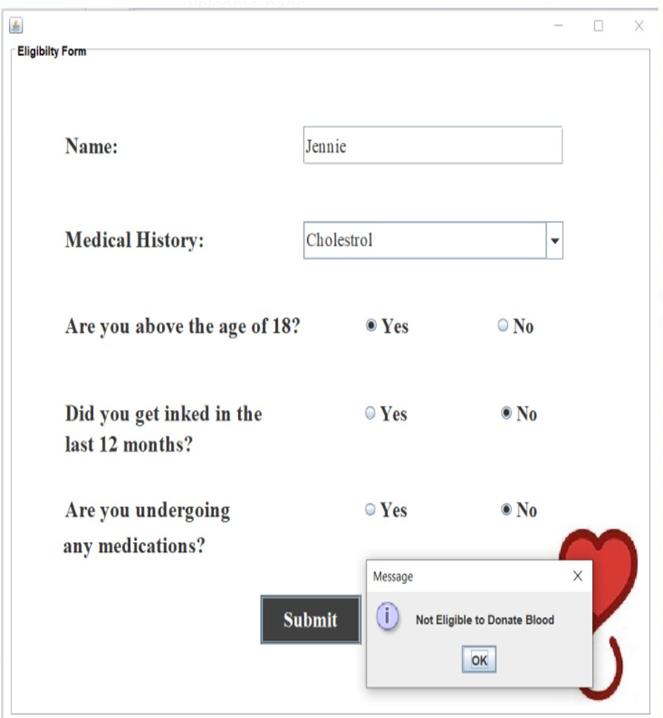 Eligibilty Form
Name:
Jennie
Medical History:
Cholestrol
Are you above the age of 18?
Yes
No
Did you get inked in the
last 12 months?
Yes
No
Are you undergoing
any medications?
Yes
No
Submit
Message
i
Not Eligible to Donate Blood
OK